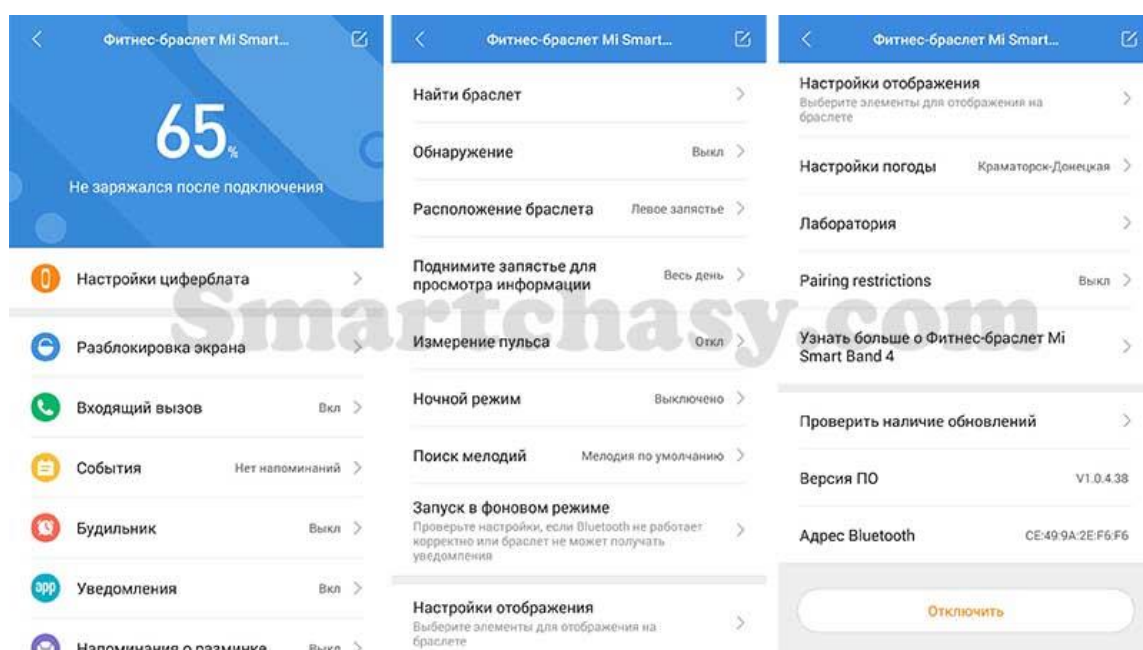 Фитнес-браслет Mi Smart...
65%
Не заряжался после подключения
Настройки циферблата
Разблокировка экрана
Входящий вызов Вкл
События Нет напоминаний
Будильник Выкл
app Уведомления Вкл
Напоминания о разминке Выкл
Фитнес-браслет Mi Smart...
Найти браслет
Обнаружение Выкл
Расположение браслета Левое запястье
Поднимите запястье для
просмотра информации Весь день
Измерение пульса Откл
Ночной режим Выключено
Поиск мелодий Мелодия по умолчанию
Запуск в фоновом режиме
Проверьте настройки, если Bluetooth не работает
корректно или браслет не может получать
уведомления
Настройки отображения
Выберите элементы для отображения на
браслете
Фитнес-браслет Mi Smart...
Настройки отображения
Выберите элементы для отображения на
браслете
Настройки погоды Краматорск-Донецкая
Лаборатория
Pairing restrictions Выкл
Узнать больше о Фитнес-браслет Mi
Smart Band 4
Проверить наличие обновлений
Версия ПО V1.0.4.38
Адрес Bluetooth CE:49:9A:2E:F6:F6
Отключить
Smartchasy.com